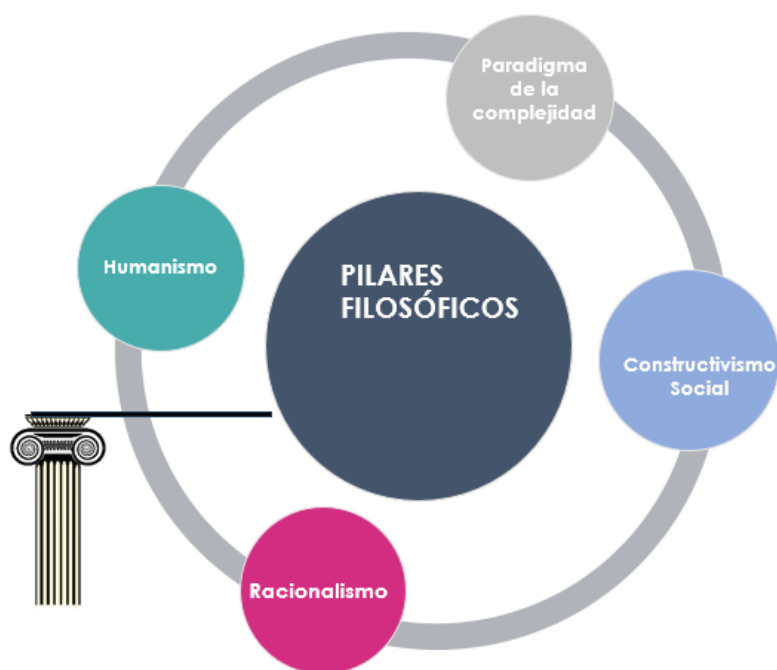 Paradigma
de la
complejidad
Humanismo
PILARES
FILOSÓFICOS
Constructivismo
Social
Racionalismo